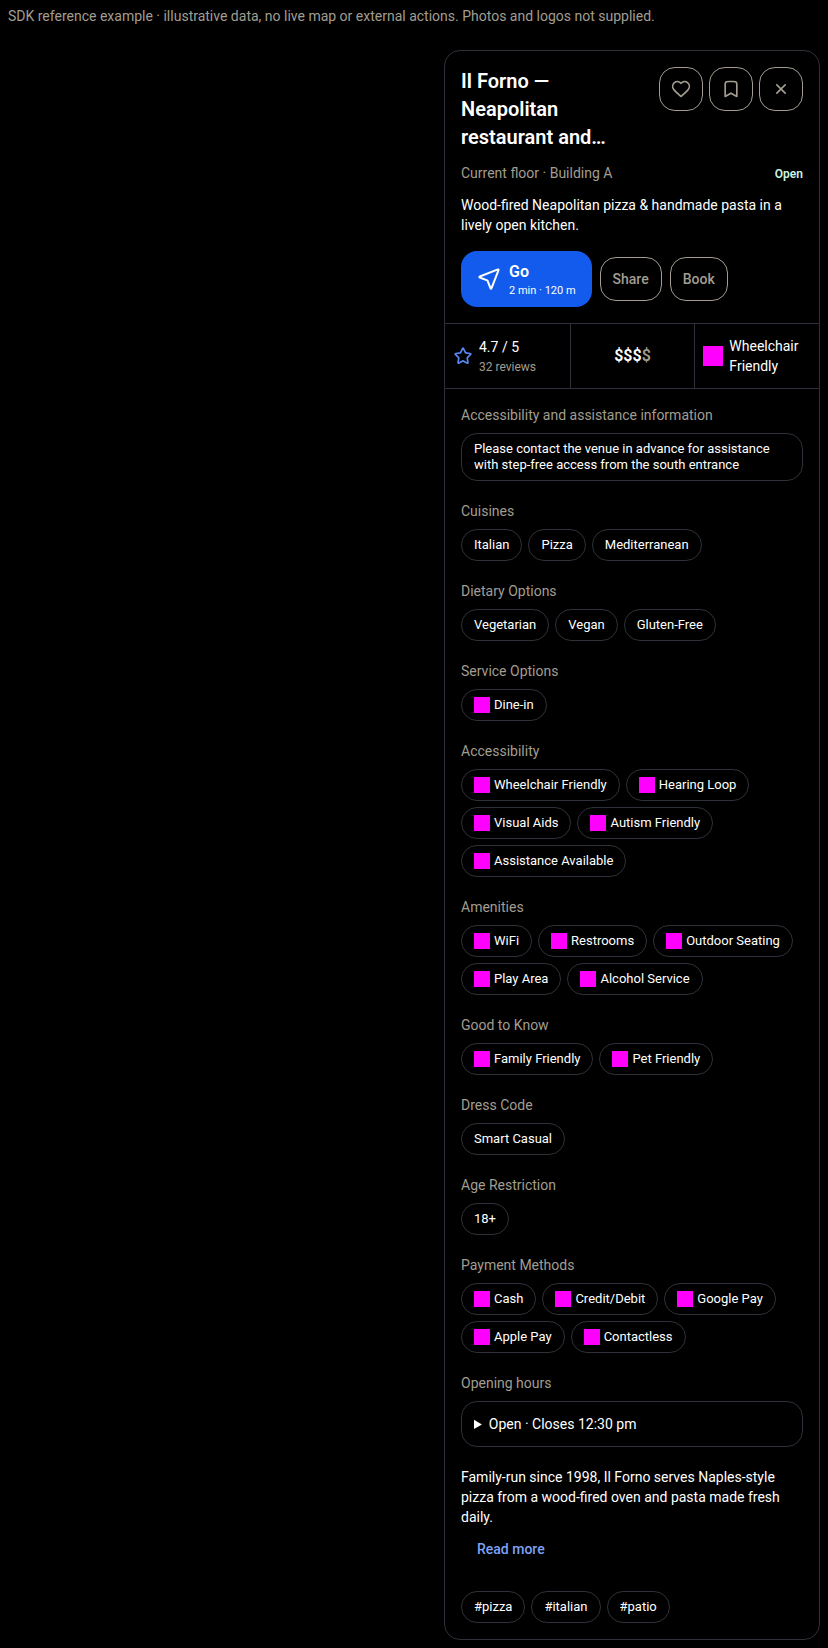 SDK reference example · illustrative data, no live map or external actions. Photos and logos not supplied.
Il Forno —
Neapolitan
restaurant and…
Current floor · Building A
Open
Wood-fired Neapolitan pizza & handmade pasta in a
lively open kitchen.
Go
2 min · 120 m
Share
Book
4.7 / 5
32 reviews
$$$$
Wheelchair
Friendly
Accessibility and assistance information
Please contact the venue in advance for assistance
with step-free access from the south entrance
Cuisines
Italian Pizza Mediterranean
Dietary Options
Vegetarian Vegan Gluten-Free
Service Options
Dine-in
Accessibility
Wheelchair Friendly Hearing Loop
Visual Aids Autism Friendly
Assistance Available
Amenities
WiFi Restrooms Outdoor Seating
Play Area Alcohol Service
Good to Know
Family Friendly Pet Friendly
Dress Code
Smart Casual
Age Restriction
18+
Payment Methods
Cash Credit/Debit Google Pay
Apple Pay Contactless
Opening hours
Open · Closes 12:30 pm
Family-run since 1998, Il Forno serves Naples-style
pizza from a wood-fired oven and pasta made fresh
daily.
Read more
#pizza #italian #patio